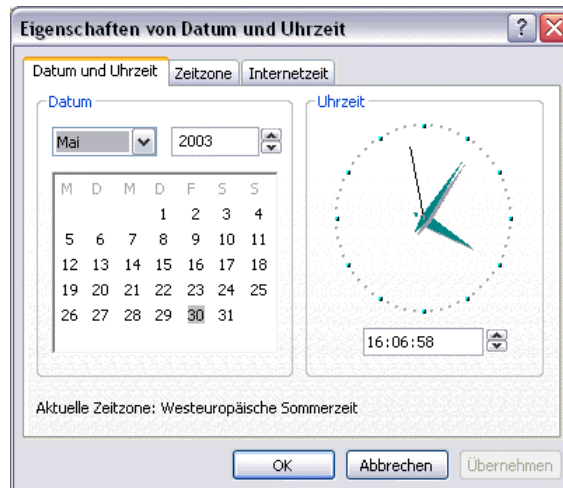 Eigenschaften von Datum und Uhrzeit
Datum und Uhrzeit Zeitzone Internetzeit
Datum
Mai 2003
M D M D F S S
1 2 3 4
5 6 7 8 9 10 11
12 13 14 15 16 17 18
19 20 21 22 23 24 25
26 27 28 29 30 31
Uhrzeit
16:06:58
Aktuelle Zeitzone: Westeuropäische Sommerzeit
OK Abbrechen Übernehmen